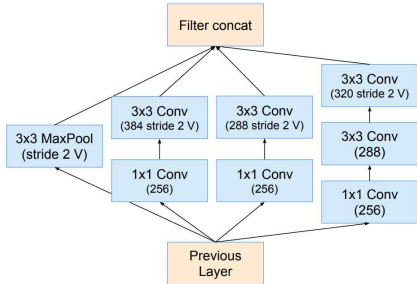 Filter concat
3x3 Conv
(320 stride 2 V)
3x3 Conv
(384 stride 2 V)
3x3 Conv
(288 stride 2 V)
3x3 MaxPool
(stride 2 V)
3x3 Conv
(288)
1x1 Conv
(256)
1x1 Conv
(256)
1x1 Conv
(256)
Previous
Layer